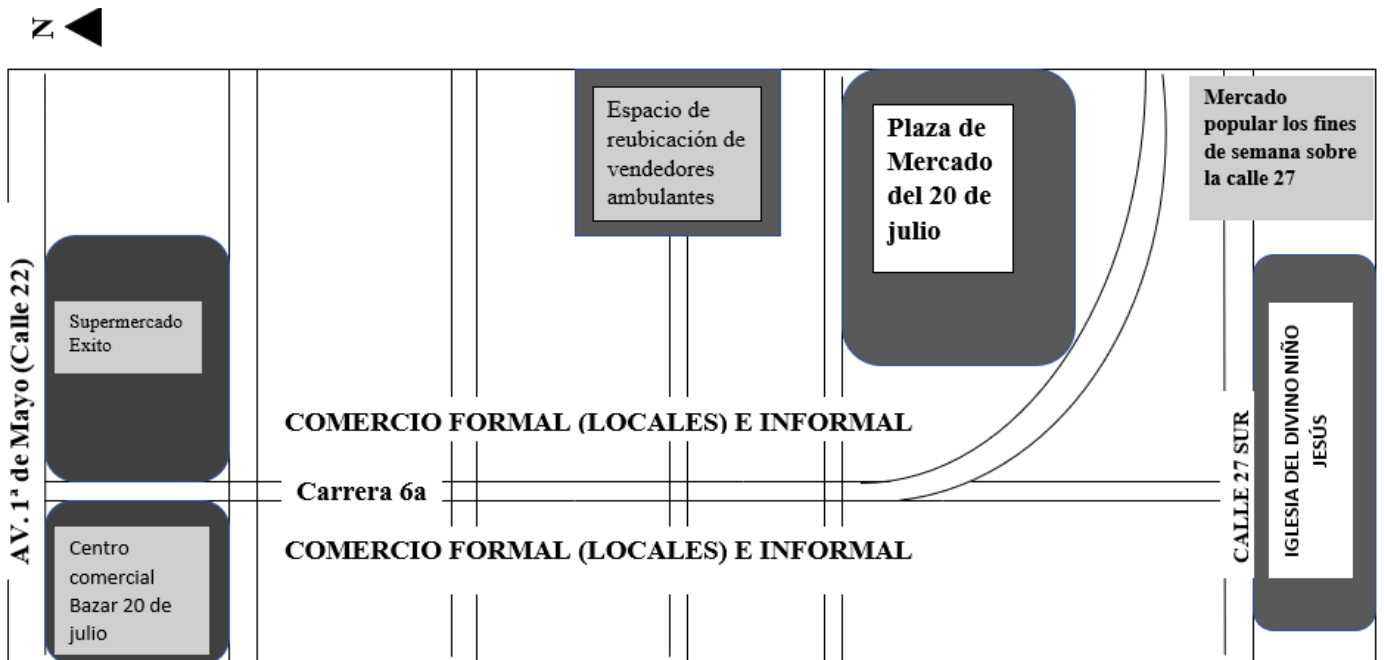 N
Espacio de
reubicación de
vendedores
ambulantes
Plaza de
Mercado
del 20 de
julio
Mercado
popular los fines
de semana sobre
la calle 27
AV. 1ª de Mayo (Calle 22)
Supermercado
Exito
COMERCIO FORMAL (LOCALES) E INFORMAL
Carrera 6a
COMERCIO FORMAL (LOCALES) E INFORMAL
Centro
comercial
Bazar 20 de
julio
CALLE 27 SUR
IGLESIA DEL DIVINO NIÑO
JESÚS